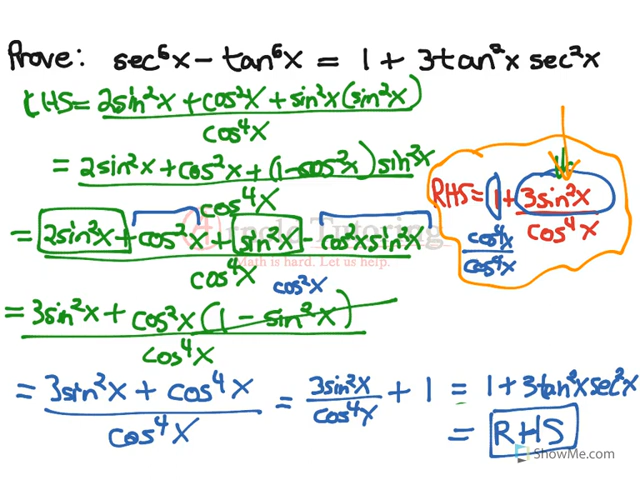 Prove: sec⁶x - tan⁶x = 1 + 3tan²x sec²x
LHS = 2sin²x + cos²x + sin²x(sin²x)
cos⁴x
= 2sin²x + cos²x + (1-cos²x)sin²x
cos⁴x
RHS = 1 + 3sin²x
cos⁴x
cos⁴x
cos⁴x
= 2sin²x + cos²x + sin²x - cos²x sin²x
cos⁴x
Circle Tutoring
Math is hard. Let us help.
cos²x
= 3sin²x + cos²x(1 - sin²x)
cos⁴x
= 3sin²x + cos⁴x = 3sin²x + 1 = 1 + 3tan²x sec²x
cos⁴x cos⁴x
= RHS
ShowMe.com